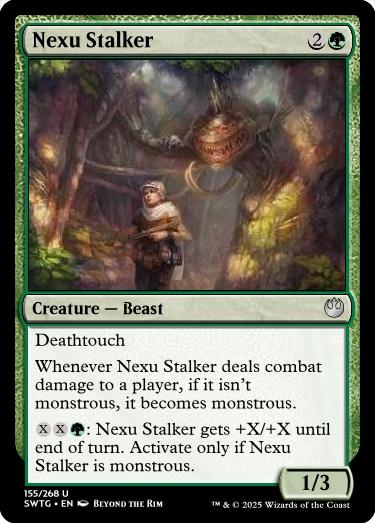 Nexu Stalker 2
Creature — Beast
Deathtouch
Whenever Nexu Stalker deals combat
damage to a player, if it isn't
monstrous, it becomes monstrous.
X X : Nexu Stalker gets +X/+X until
end of turn. Activate only if Nexu
Stalker is monstrous.
1/3
155/268 U
SWTG • EN Beyond the Rim
™ & © 2025 Wizards of the Coast